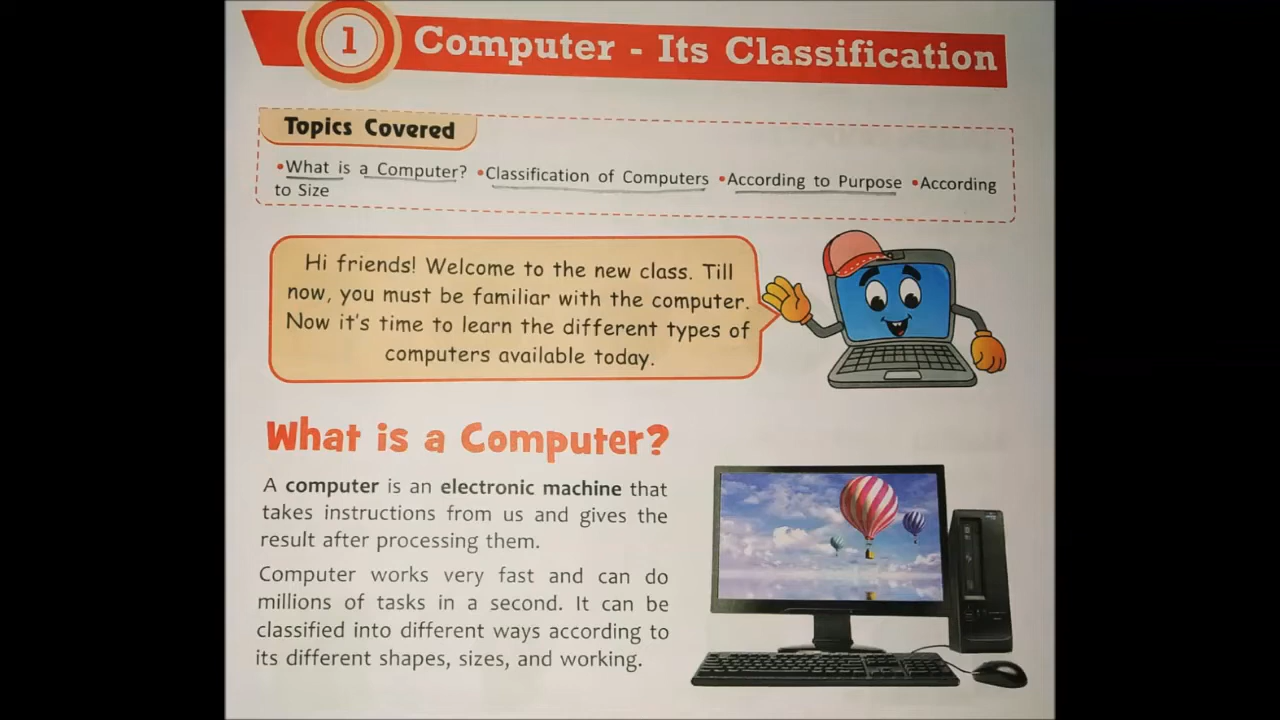 1 Computer - Its Classification
Topics Covered
•What is a Computer? •Classification of Computers •According to Purpose •According
to Size
Hi friends! Welcome to the new class. Till
now, you must be familiar with the computer.
Now it's time to learn the different types of
computers available today.
What is a Computer?
A computer is an electronic machine that
takes instructions from us and gives the
result after processing them.
Computer works very fast and can do
millions of tasks in a second. It can be
classified into different ways according to
its different shapes, sizes, and working.